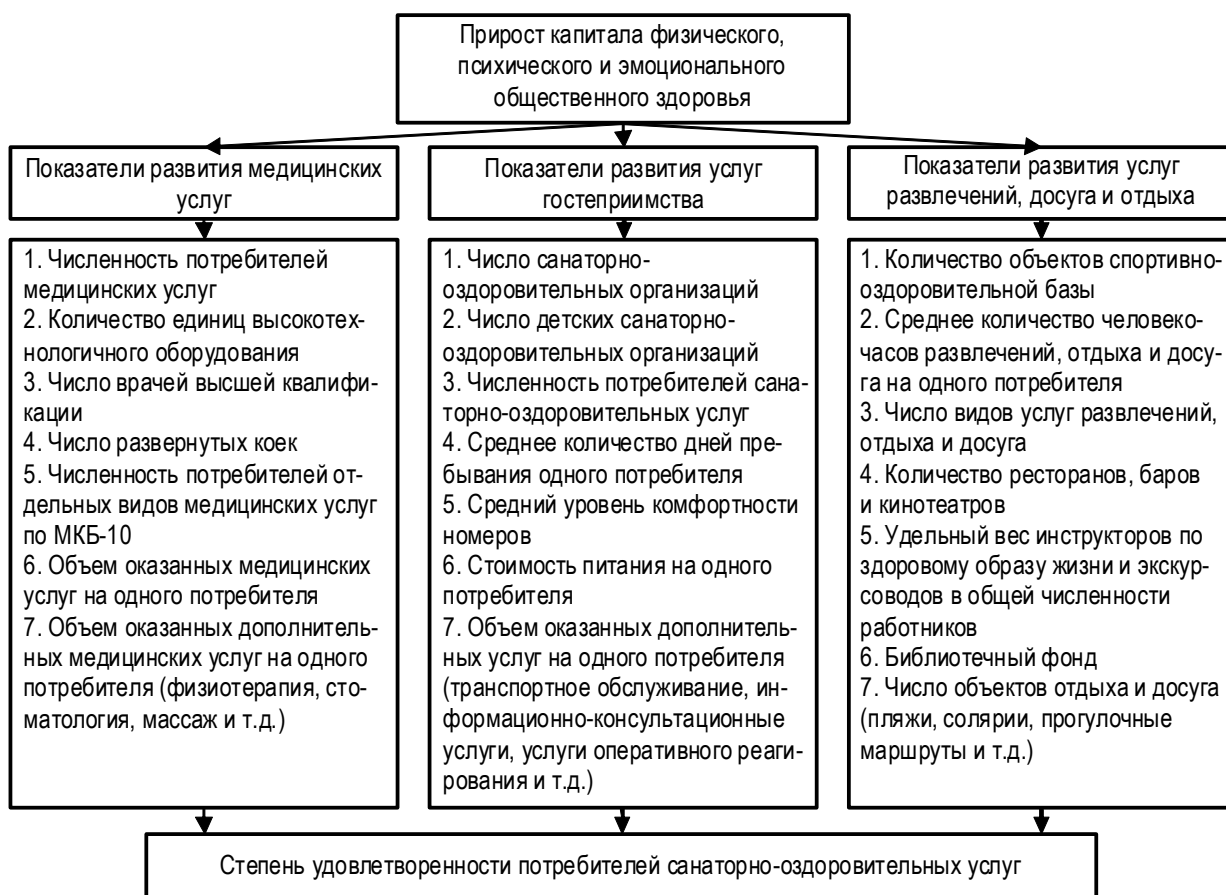 Прирост капитала физического,
психического и эмоционального
общественного здоровья
Показатели развития медицинских
услуг
Показатели развития услуг
гостеприимства
Показатели развития услуг
развлечений, досуга и отдыха
1. Численность потребителей
медицинских услуг
2. Количество единиц высокотех-
нологичного оборудования
3. Число врачей высшей квалифи-
кации
4. Число развернутых коек
5. Численность потребителей от-
дельных видов медицинских услуг
по МКБ-10
6. Объем оказанных медицинских
услуг на одного потребителя
7. Объем оказанных дополнитель-
ных медицинских услуг на одного
потребителя (физиотерапия, сто-
матология, массаж и т.д.)
1. Число санаторно-
оздоровительных организаций
2. Число детских санаторно-
оздоровительных организаций
3. Численность потребителей сана-
торно-оздоровительных услуг
4. Среднее количество дней пре-
бывания одного потребителя
5. Средний уровень комфортности
номеров
6. Стоимость питания на одного
потребителя
7. Объем оказанных дополнитель-
ных услуг на одного потребителя
(транспортное обслуживание, ин-
формационно-консультационные
услуги, услуги оперативного реаги-
рования и т.д.)
1. Количество объектов спортивно-
оздоровительной базы
2. Среднее количество человеко-
часов развлечений, отдыха и досу-
га на одного потребителя
3. Число видов услуг развлечений,
отдыха и досуга
4. Количество ресторанов, баров
и кинотеатров
5. Удельный вес инструкторов по
здоровому образу жизни и экскур-
соводов в общей численности
работников
6. Библиотечный фонд
7. Число объектов отдыха и досуга
(пляжи, солярии, прогулочные
маршруты и т.д.)
Степень удовлетворенности потребителей санаторно-оздоровительных услуг